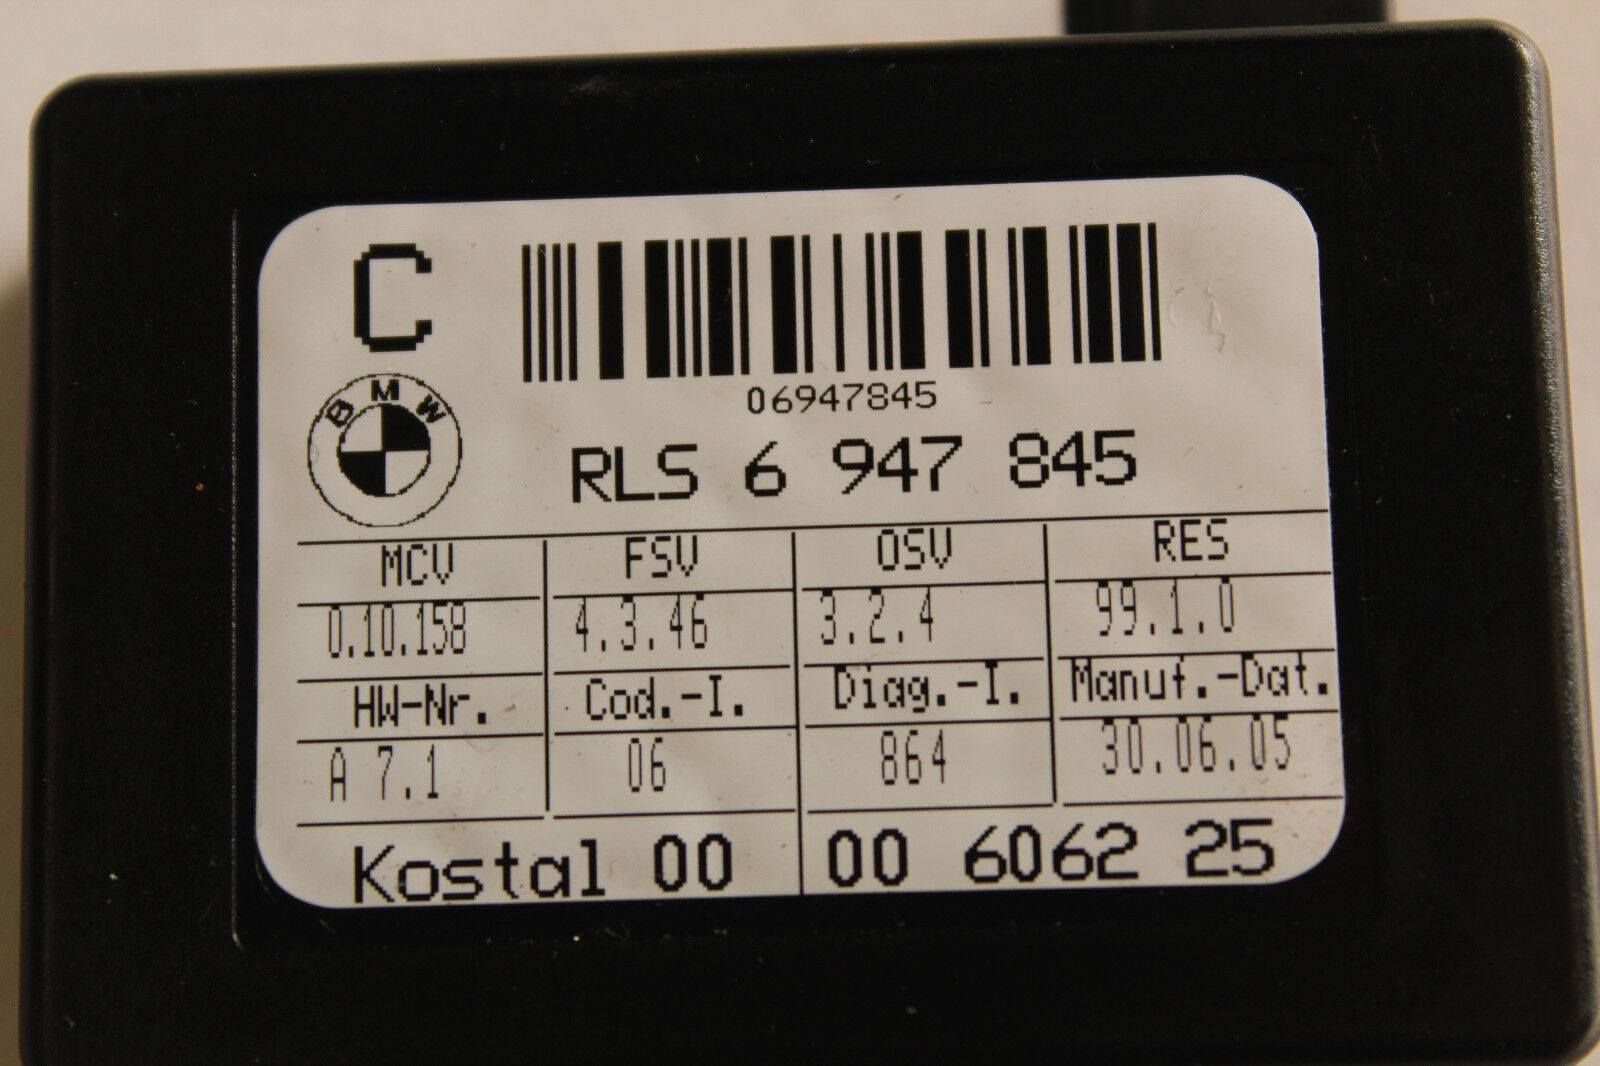 C
BMW
06947845
RLS 6 947 845
MCV FSV OSV RES
0.10.158 4.3.46 3.2.4 99.1.0
HW-Nr. Cod.-I. Diag.-I. Manuf.-Dat.
A 7.1 06 864 30.06.05
Kostal 00 00 6062 25